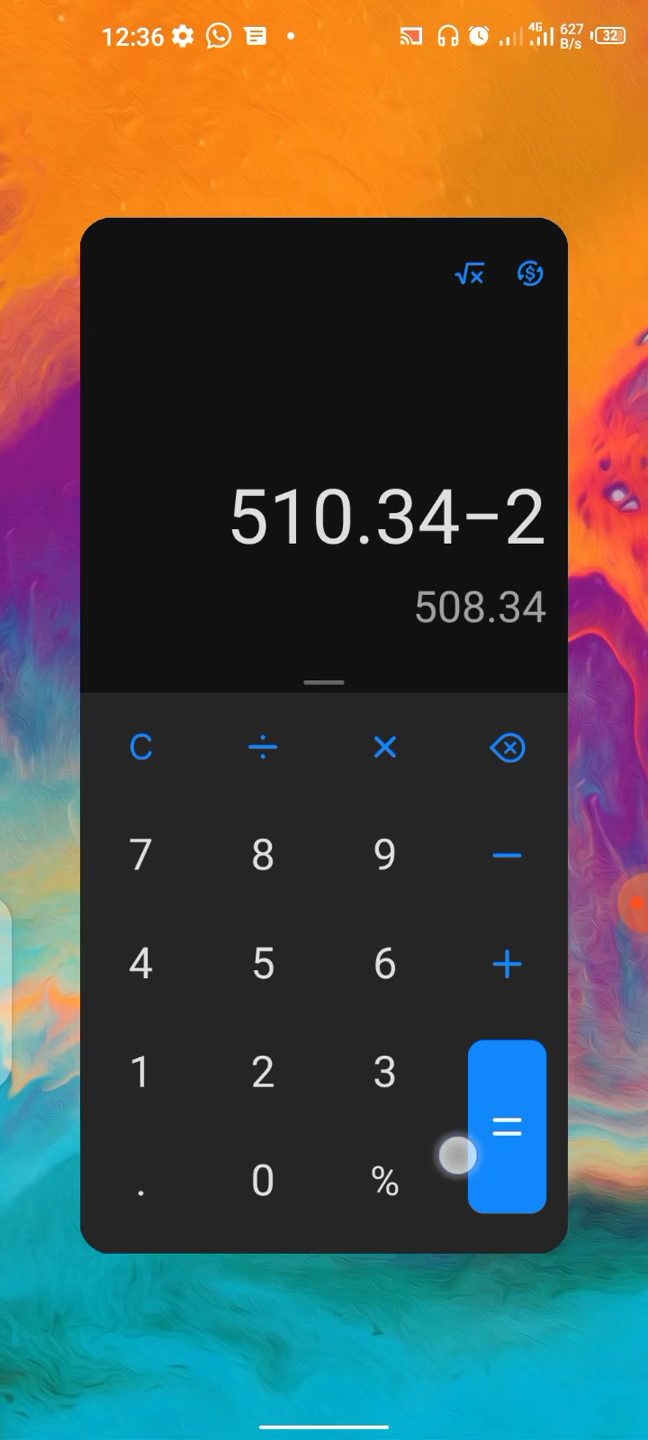 12:36 4G 627 B/s 32
√x $
510.34−2
508.34
C ÷ ×
7 8 9 −
4 5 6 +
1 2 3 =
. 0 %